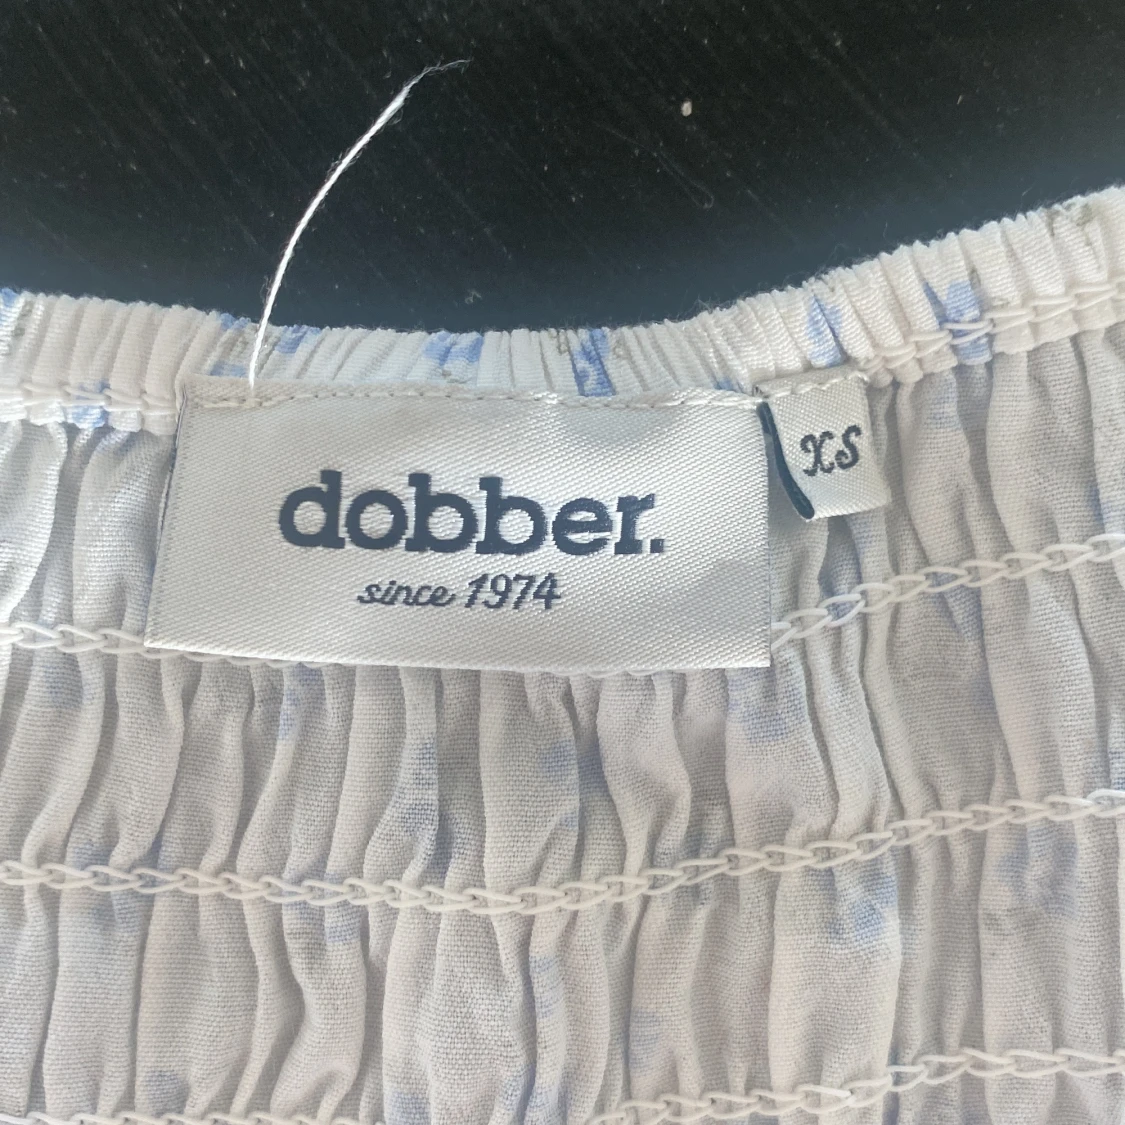 dobber.
since 1974
XS